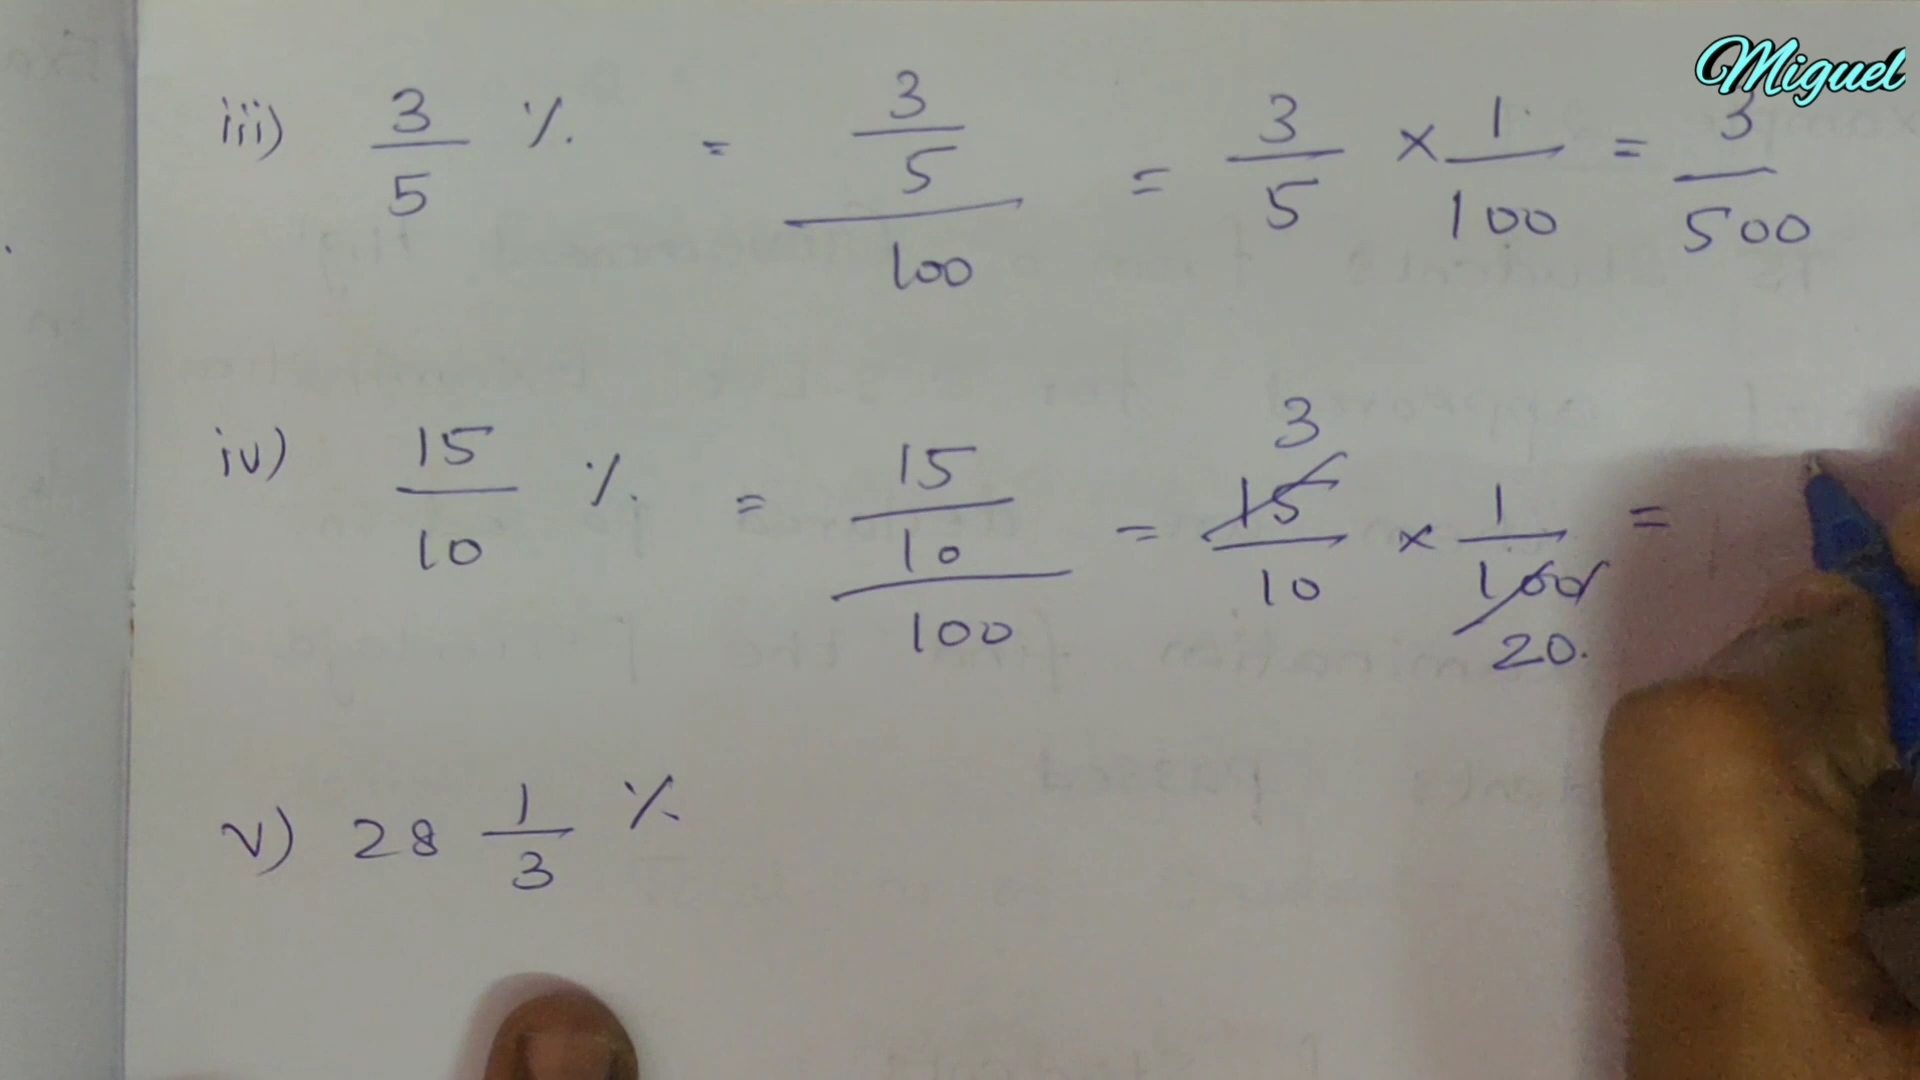 Miguel
iii) 3/5 % = 3/5/100 = 3/5 × 1/100 = 3/500
iv) 15/10 % = 15/10/100 = 3 15/10 × 1/100 20. =
v) 28 1/3 %